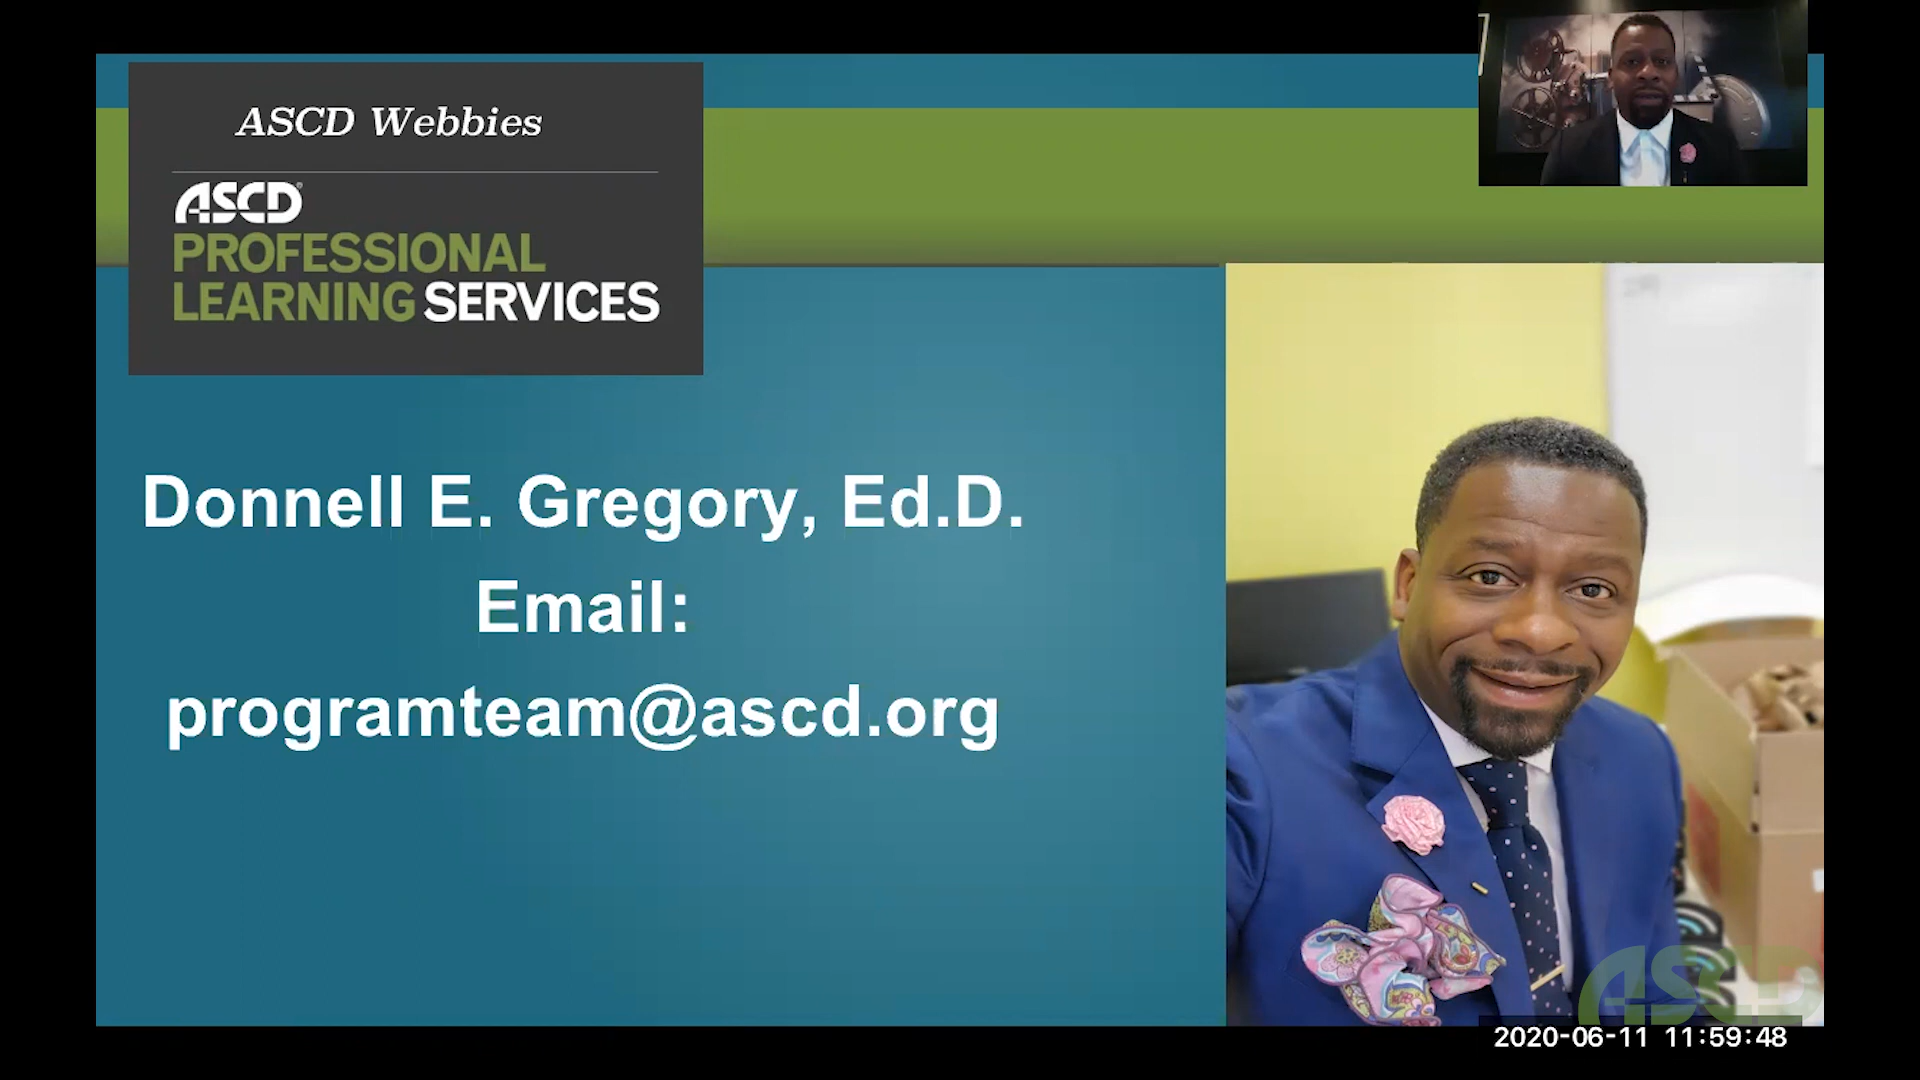 ASCD Webbies
ASCD®
PROFESSIONAL
LEARNING SERVICES
Donnell E. Gregory, Ed.D.
Email:
programteam@ascd.org
ASCD
2020-06-11 11:59:48